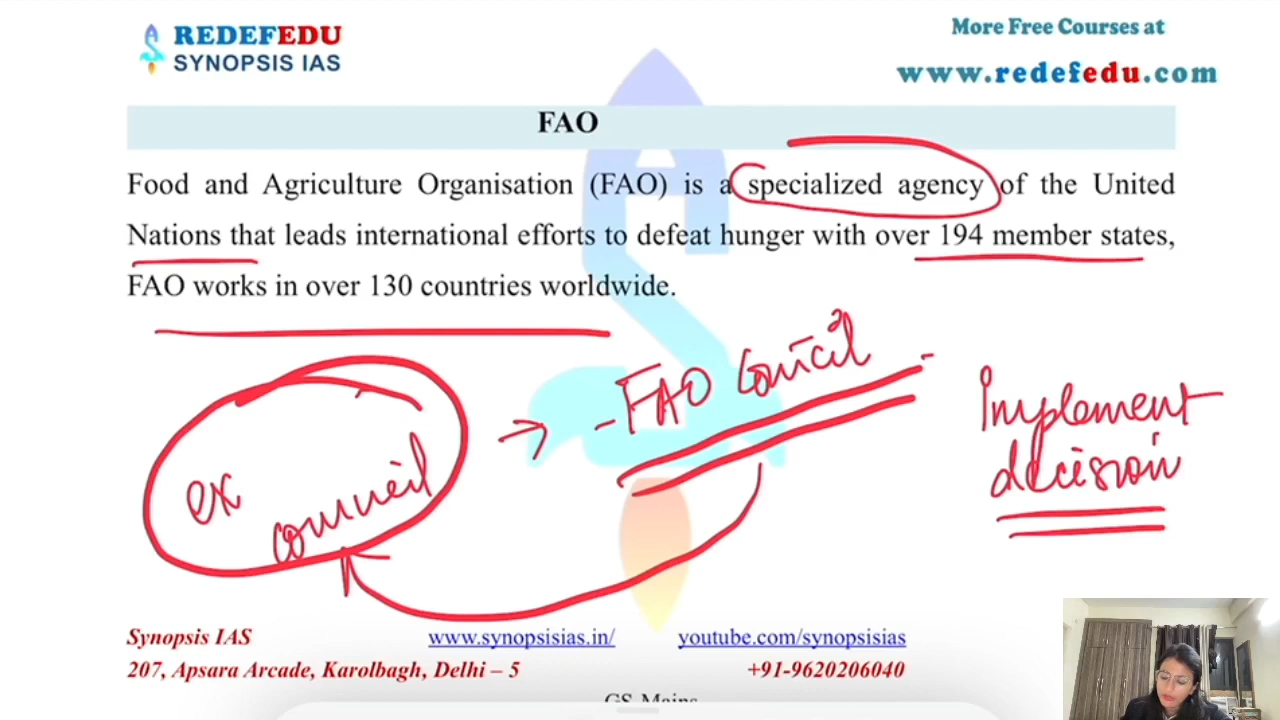 REDEFEDU
SYNOPSIS IAS
More Free Courses at
www.redefedu.com
FAO
Food and Agriculture Organisation (FAO) is a specialized agency of the United
Nations that leads international efforts to defeat hunger with over 194 member states,
FAO works in over 130 countries worldwide.
- FAO Council -
Implement
decision
ex
council
Synopsis IAS
www.synopsisias.in/
youtube.com/synopsisias
207, Apsara Arcade, Karolbagh, Delhi – 5
+91-9620206040
GS Mains